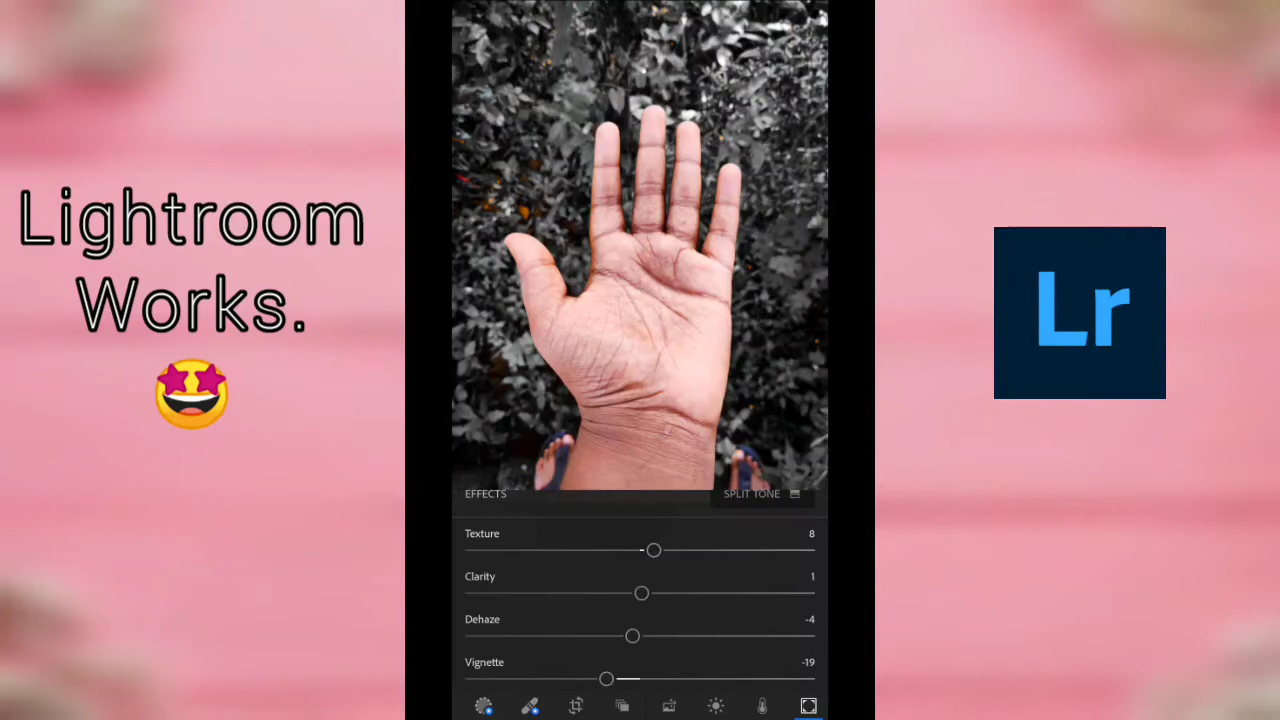 Lightroom
Works.
Lr
EFFECTS
SPLIT TONE
Texture 8
Clarity 1
Dehaze -4
Vignette -19